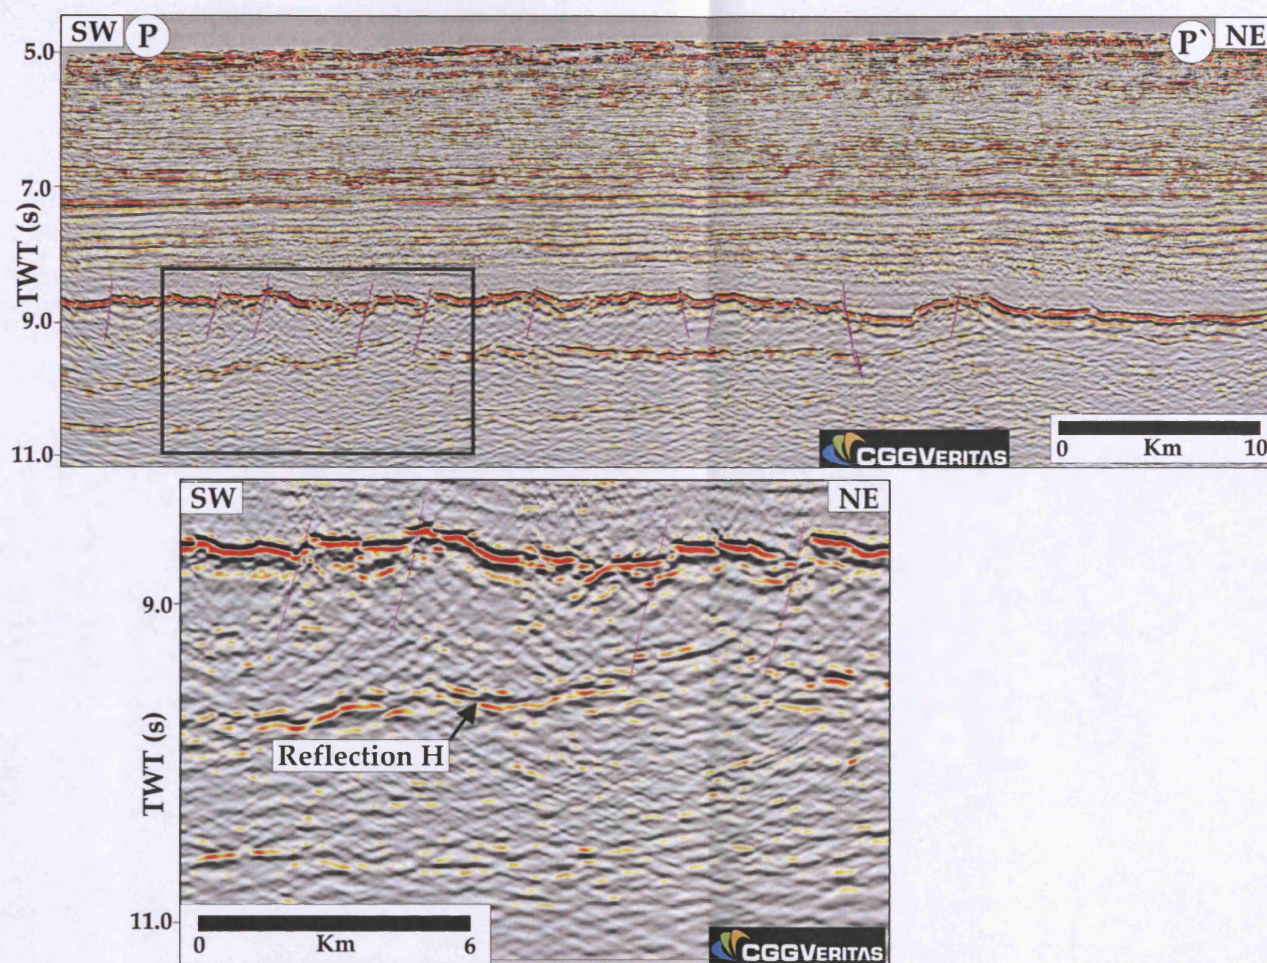 SW P P` NE
5.0
7.0
TWT (s)
9.0
11.0
CGGVERITAS
0 Km 10
SW NE
9.0
TWT (s)
Reflection H
11.0
0 Km 6
CGGVERITAS